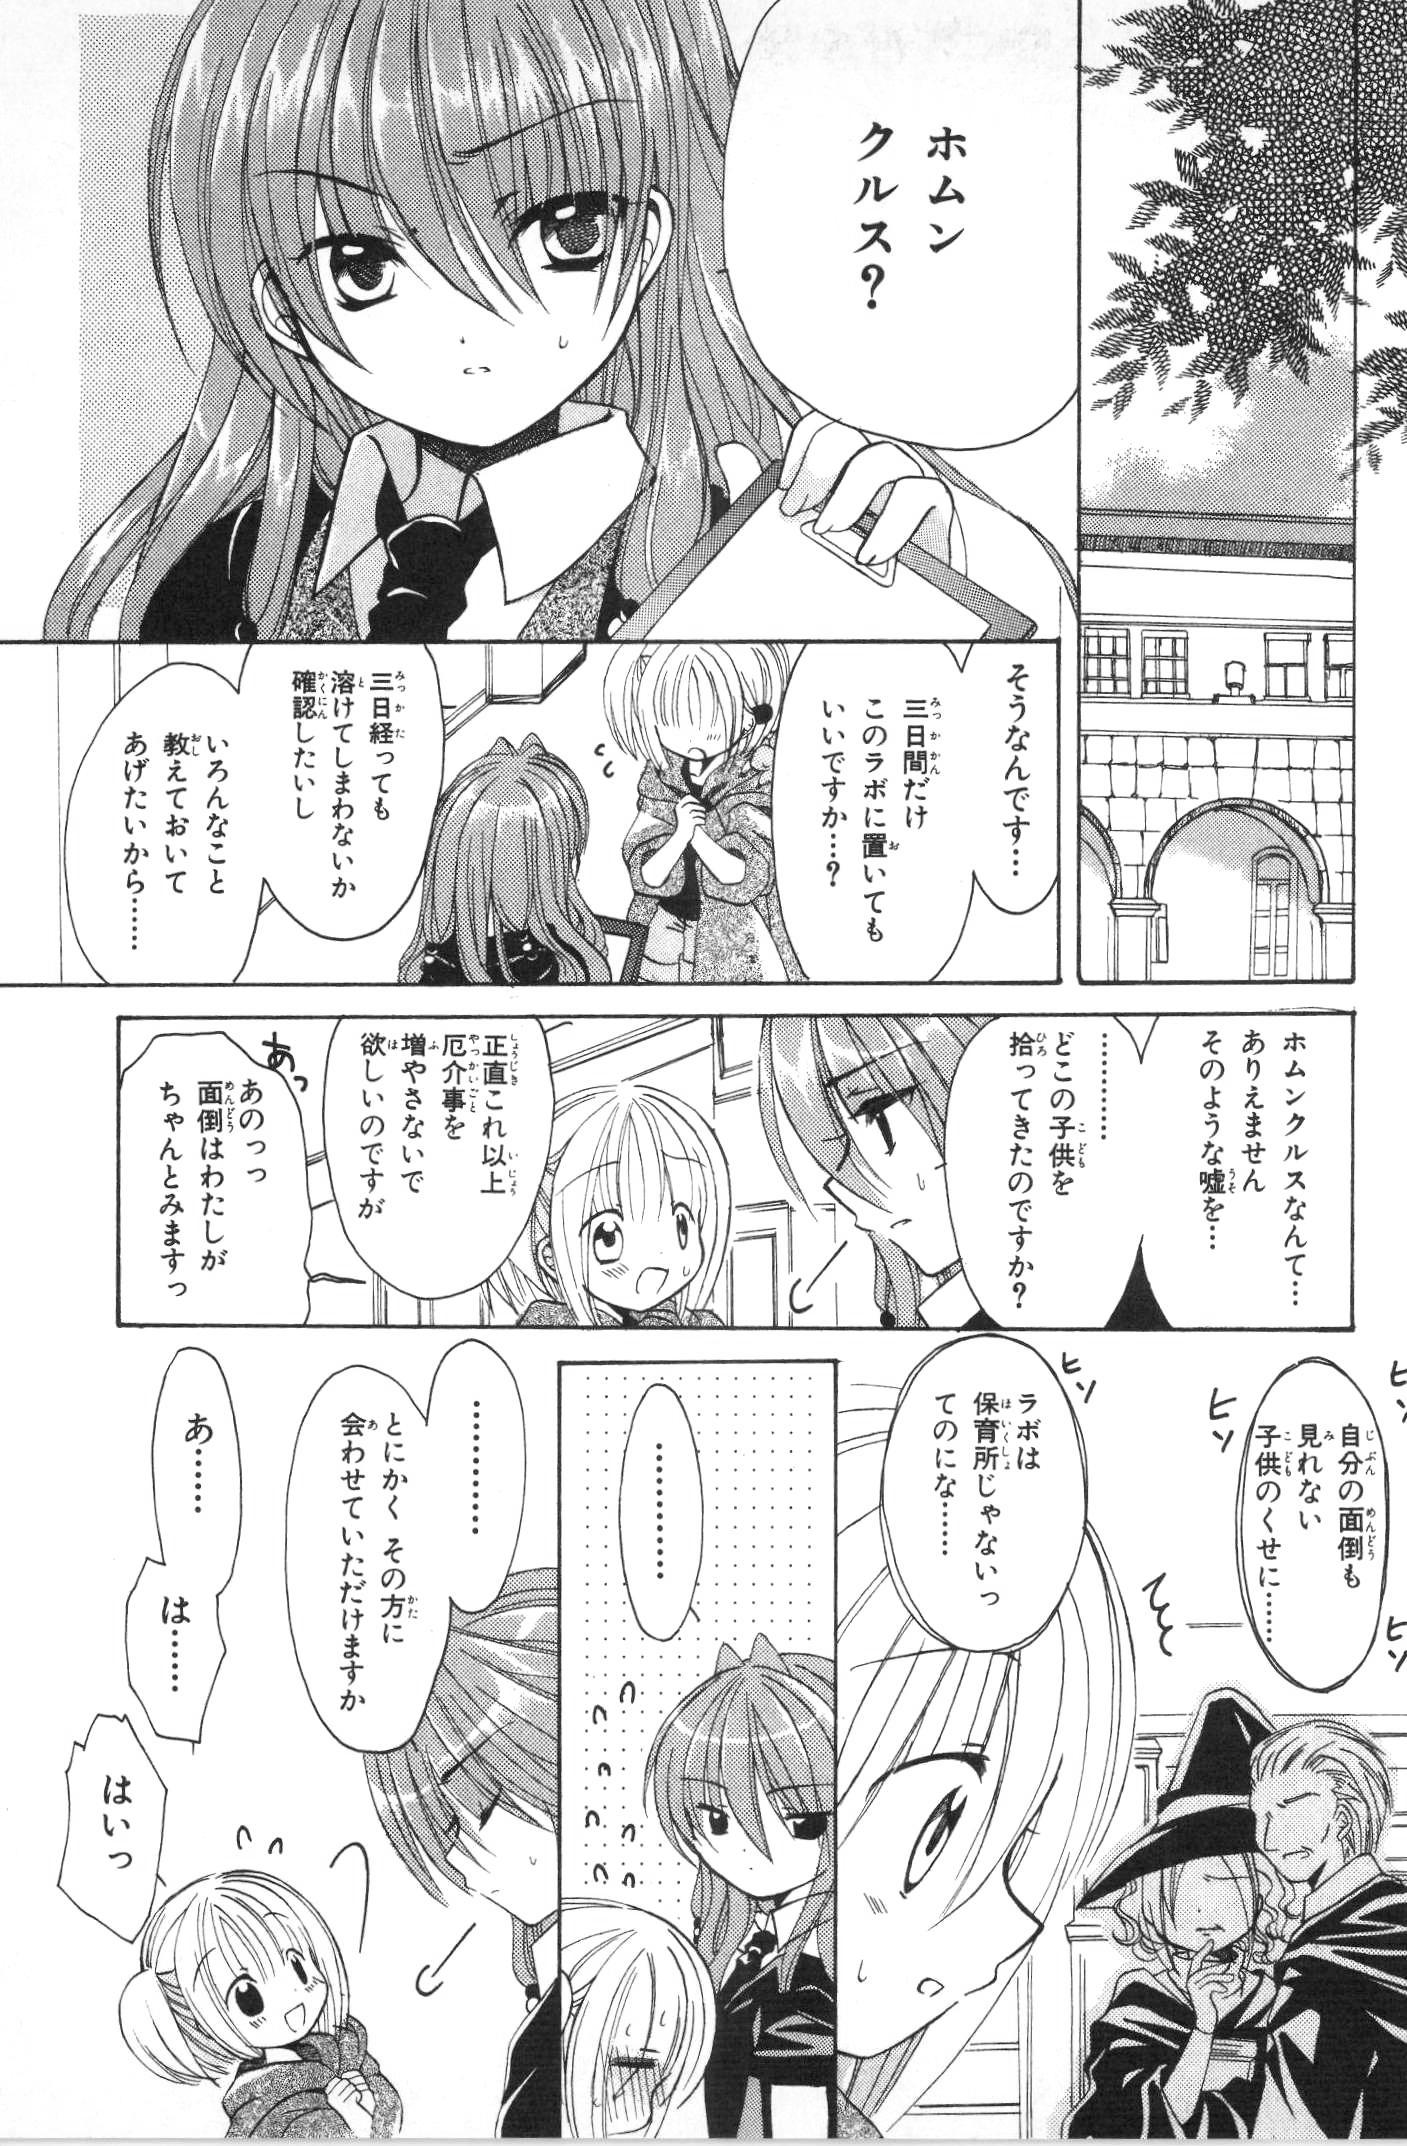 ホムン
クルス？
そうなんです…
三日間だけ
このラボに置いても
いいですか…？
三日経っても
溶けてしまわないか
確認したいし
いろんなこと
教えておいて
あげたいから……
ホムンクルスなんて…
ありえません
そのような嘘を…
…………
どこの子供を
拾ってきたのですか？
正直これ以上
厄介事を
増やさないで
欲しいのですが
あっ
あのっっ
面倒はわたしが
ちゃんとみますっ
ヒソ
ヒソ
自分の面倒も
見れない
子供のくせに……
ヒソ
ヒソ
ラボは
保育所じゃないっ
てのにな……
…………
…………
とにかく その方に
会わせていただけますか
あ……
は……
はいっ